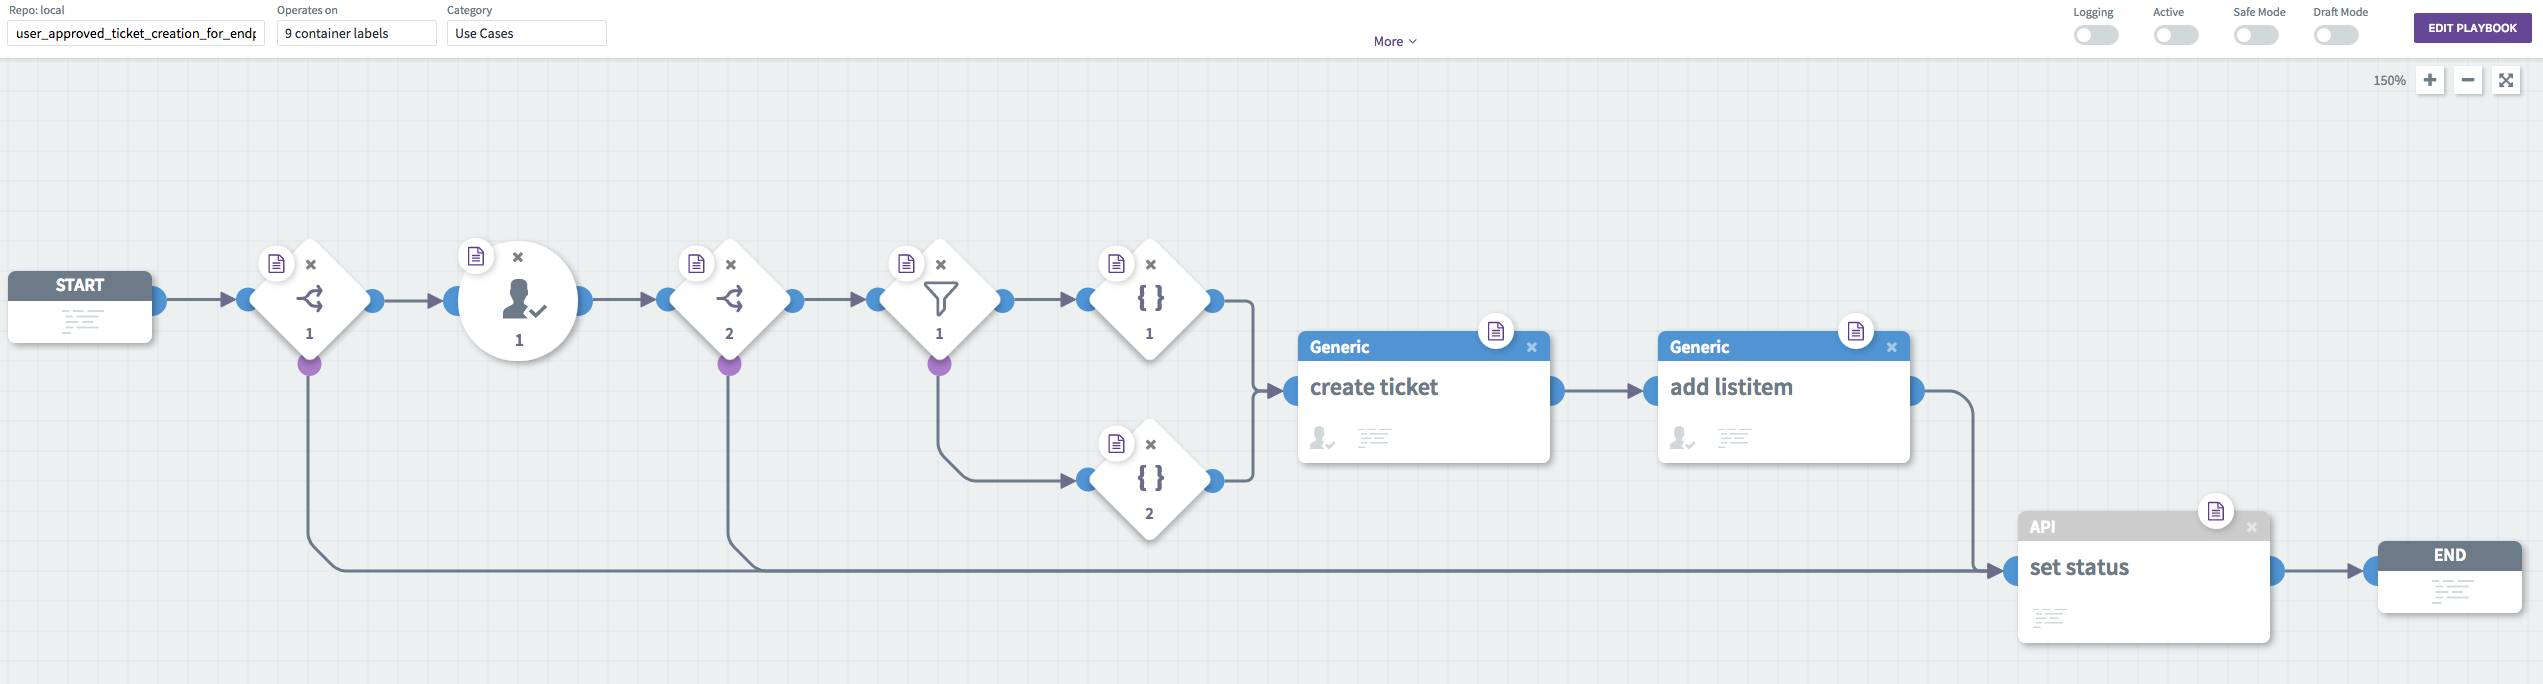 Repo: local
Operates on
Category
user_approved_ticket_creation_for_endp
9 container labels
Use Cases
More
Logging
Active
Safe Mode
Draft Mode
EDIT PLAYBOOK
150%
START
1
1
2
1
{ }
1
Generic
create ticket
Generic
add listitem
{ }
2
API
set status
END